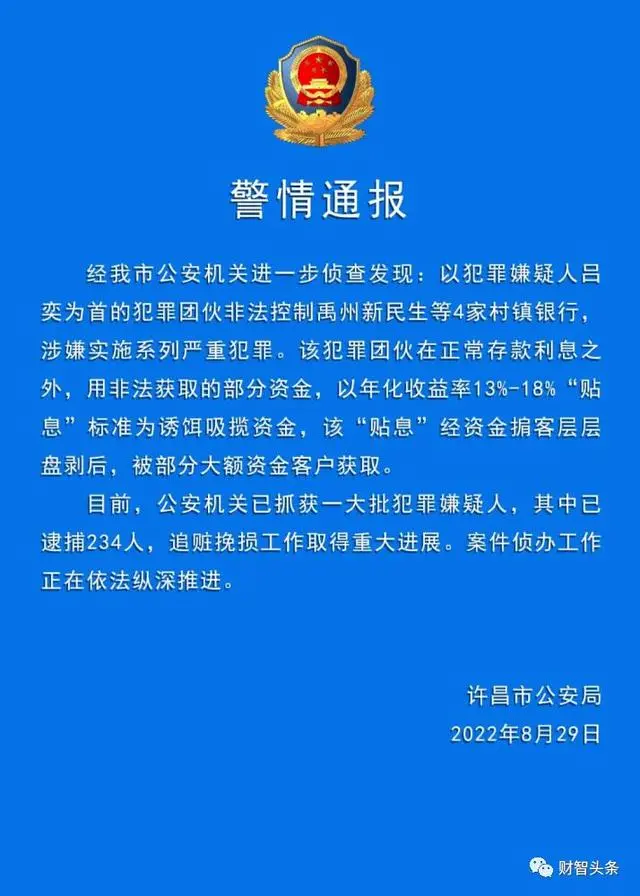 警情通报
经我市公安机关进一步侦查发现：以犯罪嫌疑人吕
奕为首的犯罪团伙非法控制禹州新民生等4家村镇银行，
涉嫌实施系列严重犯罪。该犯罪团伙在正常存款利息之
外，用非法获取的部分资金，以年化收益率13%-18%“贴
息”标准为诱饵吸揽资金，该“贴息”经资金掮客层层
盘剥后，被部分大额资金客户获取。
目前，公安机关已抓获一大批犯罪嫌疑人，其中已
逮捕234人，追赃挽损工作取得重大进展。案件侦办工作
正在依法纵深推进。
许昌市公安局
2022年8月29日
财智头条